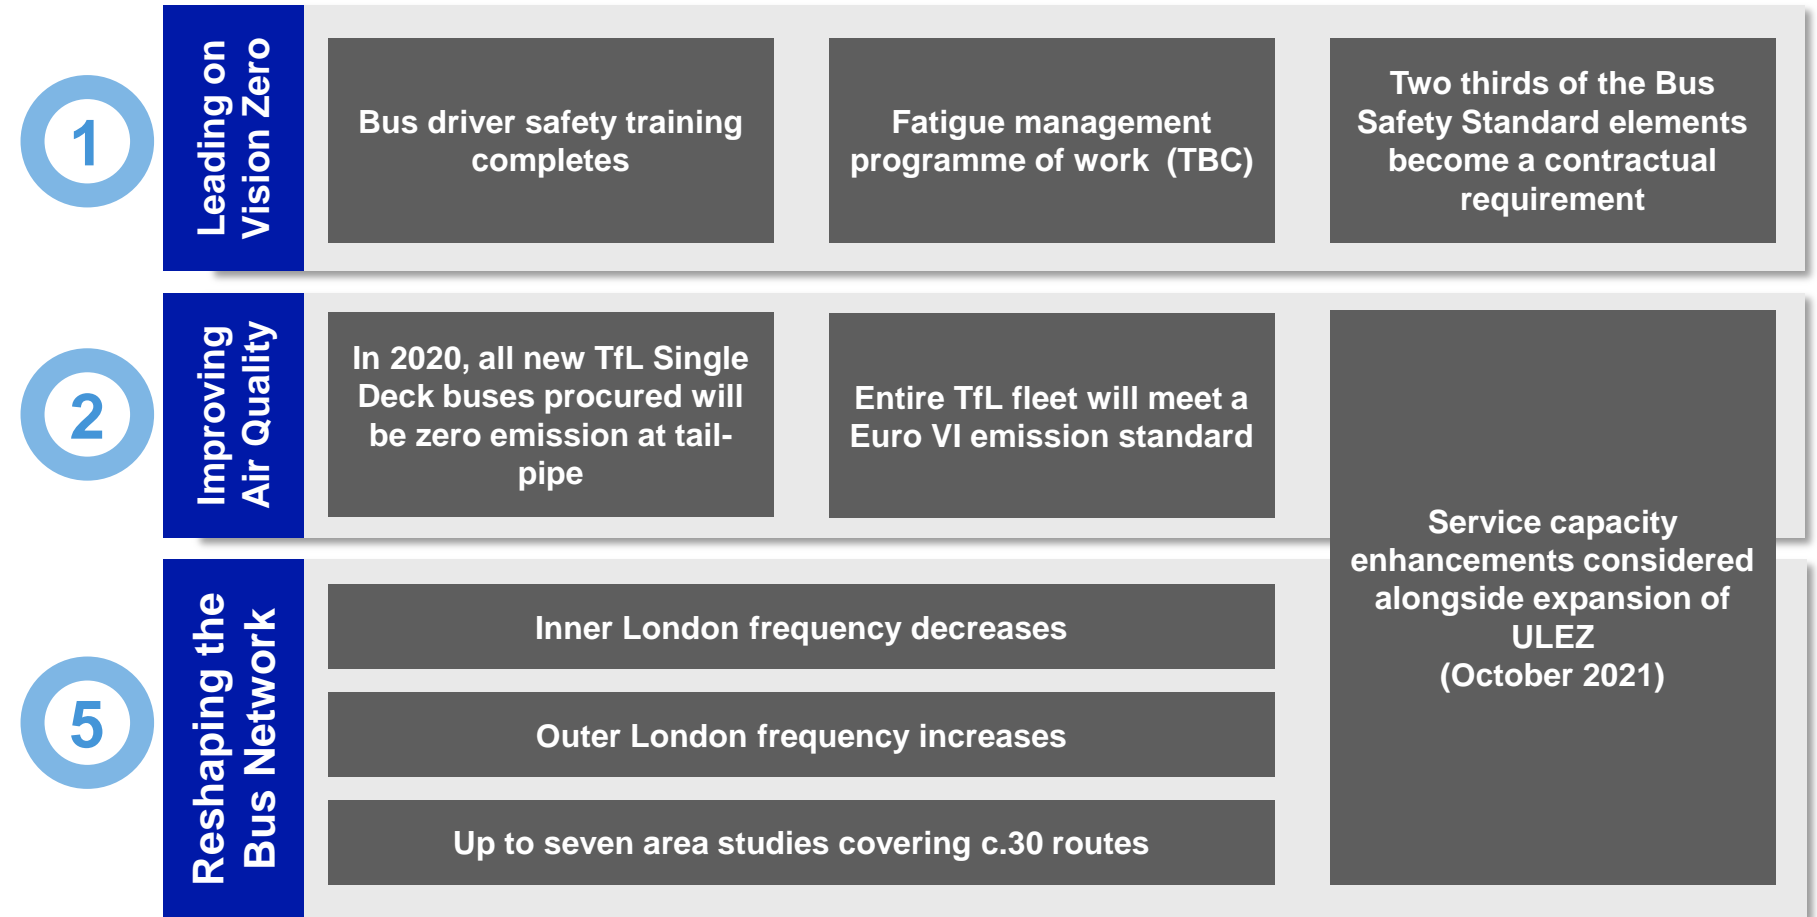 1
Leading on
Vision Zero
Bus driver safety training
completes
Fatigue management
programme of work  (TBC)
Two thirds of the Bus
Safety Standard elements
become a contractual
requirement
2
Improving
Air Quality
In 2020, all new TfL Single
Deck buses procured will
be zero emission at tail-
pipe
Entire TfL fleet will meet a
Euro VI emission standard
Service capacity
enhancements considered
alongside expansion of
ULEZ
(October 2021)
5
Reshaping the
Bus Network
Inner London frequency decreases
Outer London frequency increases
Up to seven area studies covering c.30 routes